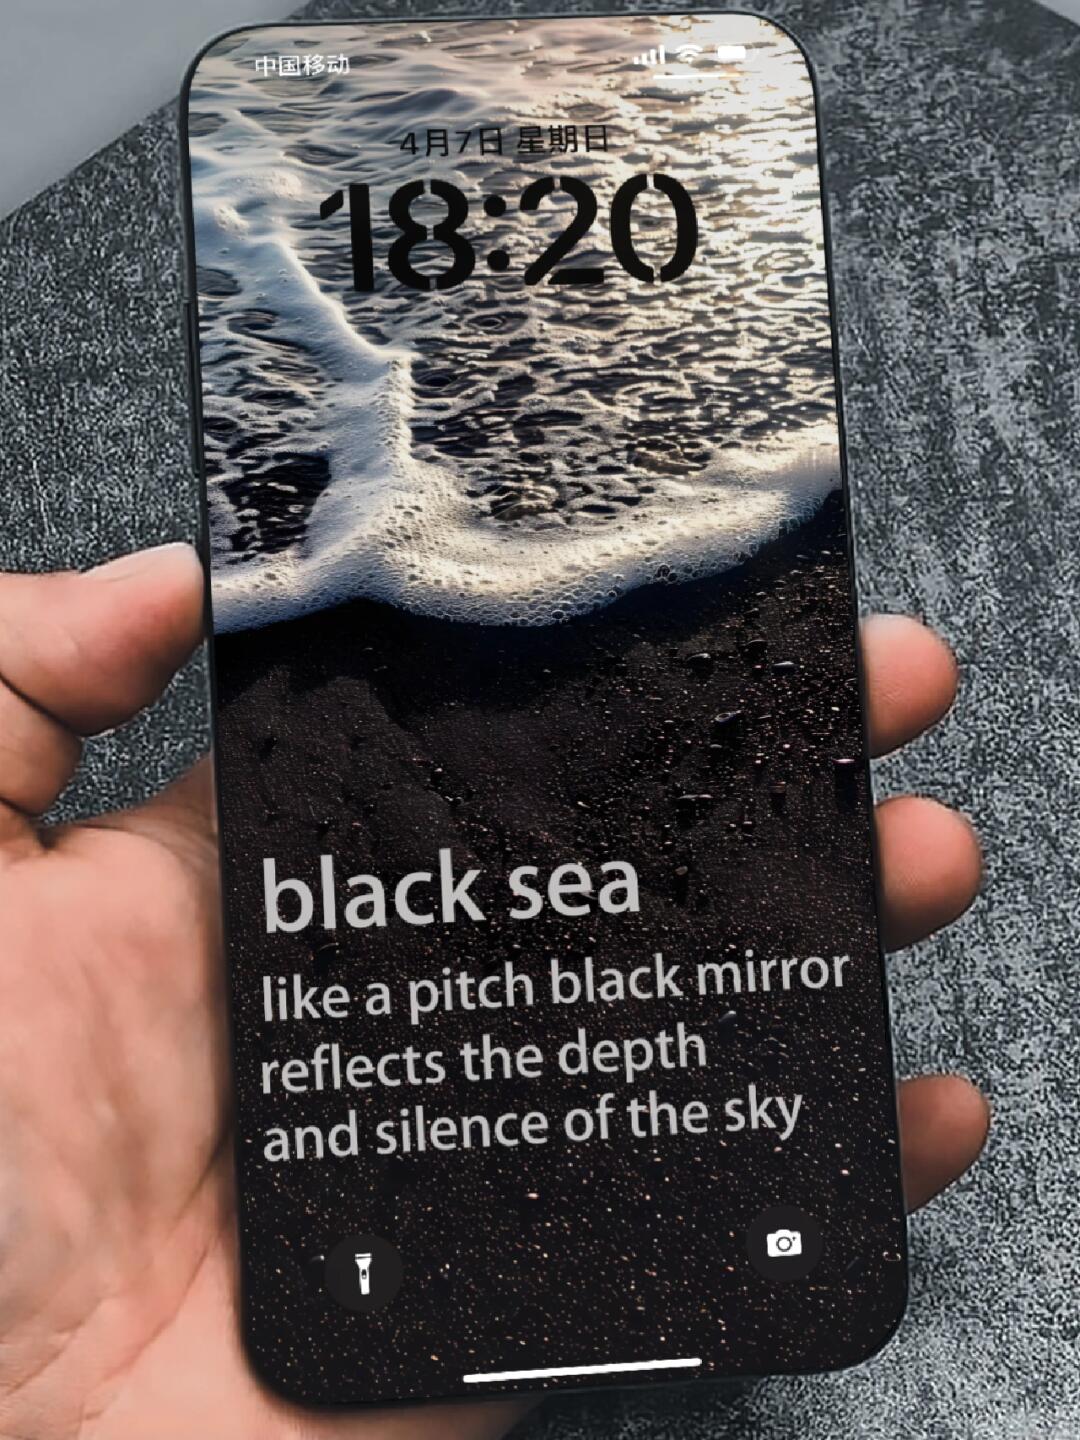 中国移动
4月7日 星期日
18:20
black sea
like a pitch black mirror
reflects the depth
and silence of the sky